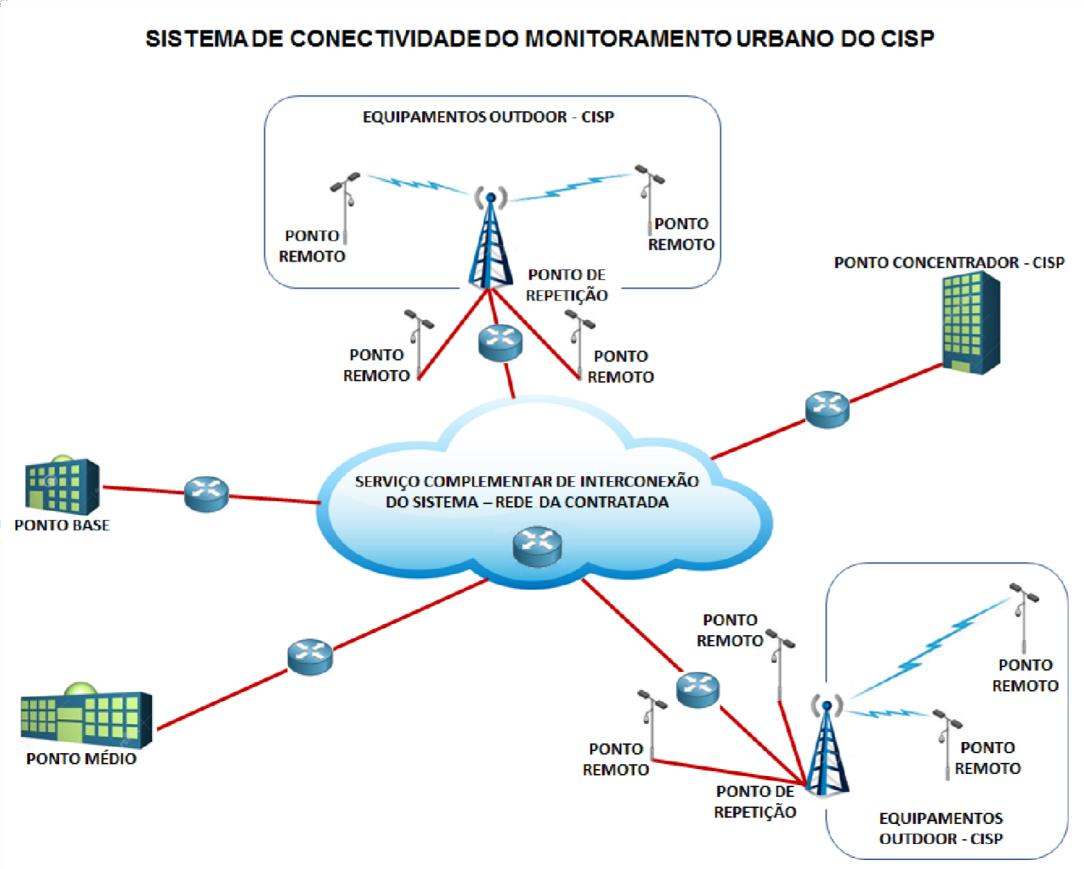 SISTEMA DE CONECTIVIDADE DO MONITORAMENTO URBANO DO CISP
EQUIPAMENTOS OUTDOOR - CISP
PONTO
REMOTO
PONTO
REMOTO
PONTO DE
REPETIÇÃO
PONTO CONCENTRADOR - CISP
PONTO
REMOTO
PONTO
REMOTO
SERVIÇO COMPLEMENTAR DE INTERCONEXÃO
DO SISTEMA – REDE DA CONTRATADA
PONTO BASE
PONTO
REMOTO
PONTO
REMOTO
PONTO MÉDIO
PONTO
REMOTO
PONTO
REMOTO
PONTO DE
REPETIÇÃO
EQUIPAMENTOS
OUTDOOR - CISP